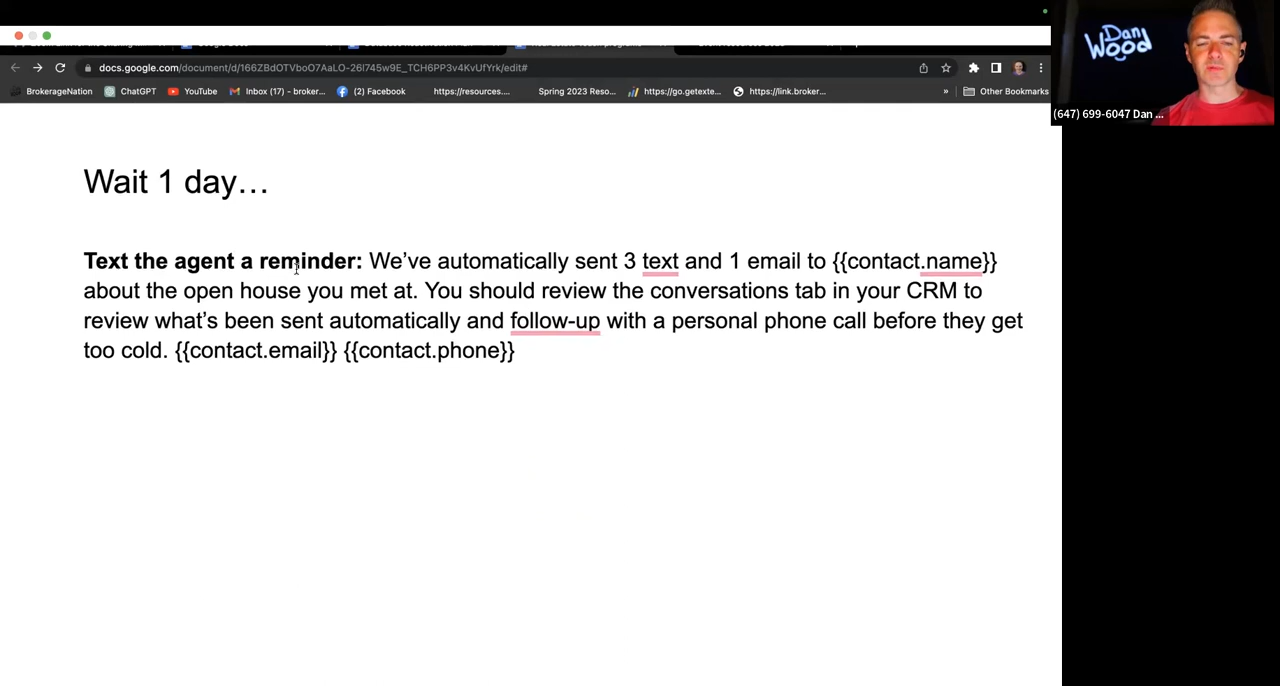 docs.google.com/document/d/166ZBdOTVboO7AaLO-26l745w9E_TCH6PP3v4KvUfYrk/edit#
BrokerageNation ChatGPT YouTube Inbox (17) - broker... (2) Facebook https://resources.... Spring 2023 Reso... https://go.getexte... https://link.broker... » Other Bookmarks
Dan
Wood
(647) 699-6047 Dan ...
Wait 1 day…
Text the agent a reminder: We’ve automatically sent 3 text and 1 email to {{contact.name}}
about the open house you met at. You should review the conversations tab in your CRM to
review what’s been sent automatically and follow-up with a personal phone call before they get
too cold. {{contact.email}} {{contact.phone}}